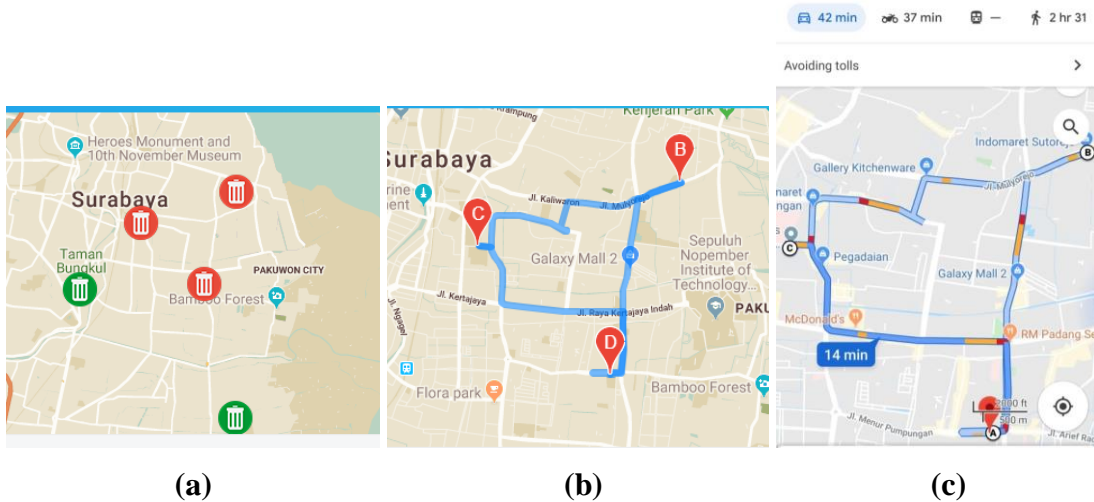 42 min
37 min
—
2 hr 31
Avoiding tolls
Heroes Monument and
10th November Museum
Surabaya
Taman
Bungkul
PAKUWON CITY
Bamboo Forest
Krampung
Kenjeran Park
Surabaya
B
Jl. Kaliwaron
Jl. Mulyorejo
C
Galaxy Mall 2
Sepuluh
Nopember
Institute of
Technology...
Jl. Kertajaya
Jl. Raya Kertajaya Indah
PAKU
Jl. Ngagel
D
Flora park
Bamboo Forest
Indomaret Sutorejo
B
Gallery Kitchenware
Jl. Mulyorejo
maret
ngan
C
Pegadaian
Galaxy Mall 2
McDonald's
RM Padang Se
14 min
2000 ft
500 m
Jl. Menur Pumpungan
A
Jl. Arief Ra
(a)
(b)
(c)